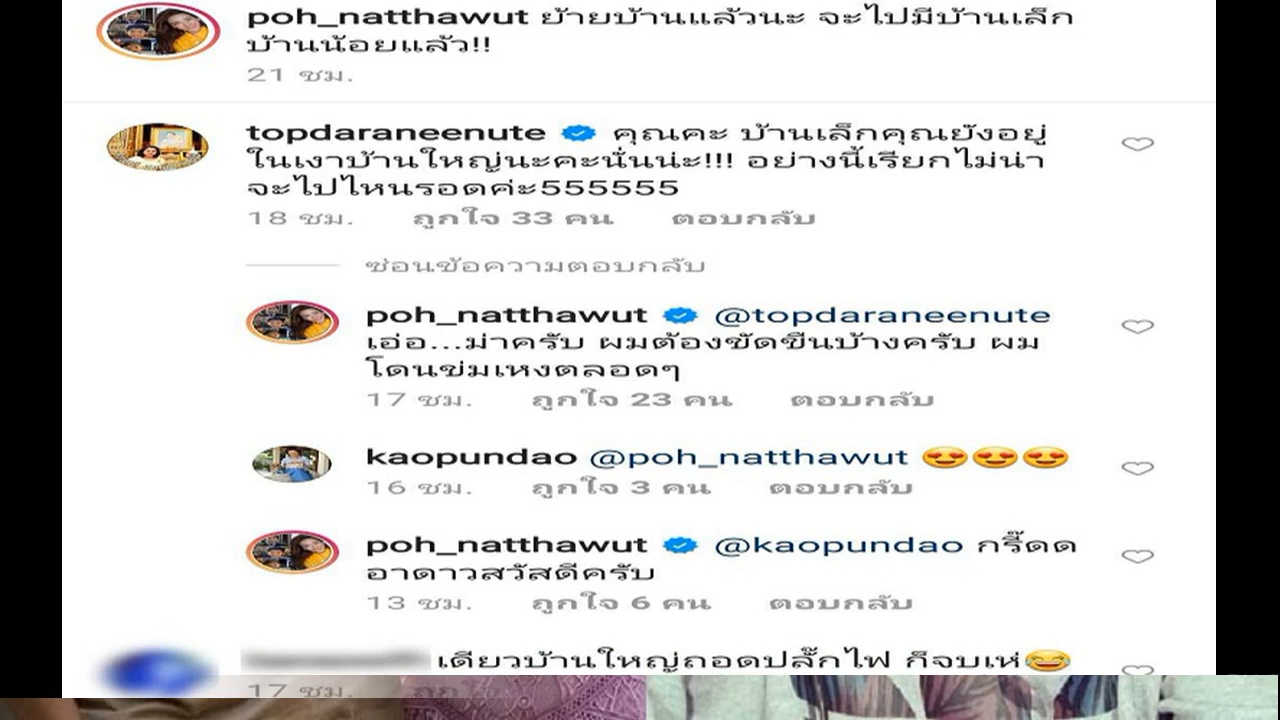 poh_natthawut ย้ายบ้านแล้วนะ จะไปมีบ้านเล็ก
บ้านน้อยแล้ว!!
21 ชม.
topdaraneenute คุณคะ บ้านเล็กคุณยังอยู่
ในเงาบ้านใหญ่นะคะนั่นน่ะ!!! อย่างนี้เรียกไม่น่า
จะไปไหนรอดค่ะ555555
18 ชม. ถูกใจ 33 คน ตอบกลับ
ซ่อนข้อความตอบกลับ
poh_natthawut @topdaraneenute
เอ่อ...ม่าครับ ผมต้องขัดขืนบ้างครับ ผม
โดนข่มเหงตลอดๆ
17 ชม. ถูกใจ 23 คน ตอบกลับ
kaopundao @poh_natthawut 😍😍😍
16 ชม. ถูกใจ 3 คน ตอบกลับ
poh_natthawut @kaopundao กรี๊ดด
อาดาวสวัสดีครับ
13 ชม. ถูกใจ 6 คน ตอบกลับ
เดียวบ้านใหญ่ถอดปลั๊กไฟ ก็จบเห่😂
17 ชม.